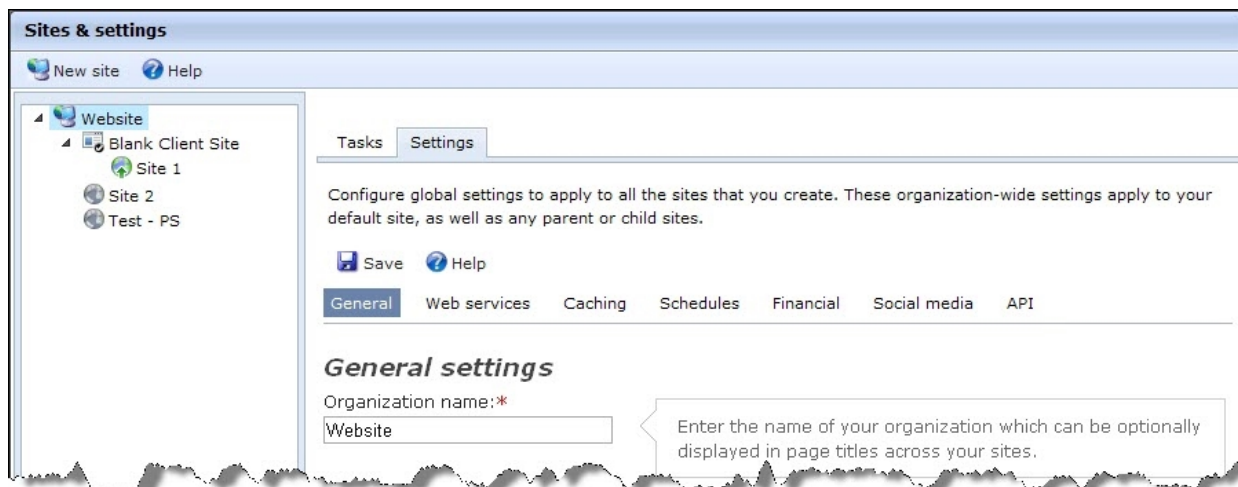 Sites & settings
New site Help
Website
Blank Client Site
Site 1
Site 2
Test - PS
Tasks Settings
Configure global settings to apply to all the sites that you create. These organization-wide settings apply to your
default site, as well as any parent or child sites.
Save Help
General Web services Caching Schedules Financial Social media API
General settings
Organization name:*
Website
Enter the name of your organization which can be optionally
displayed in page titles across your sites.